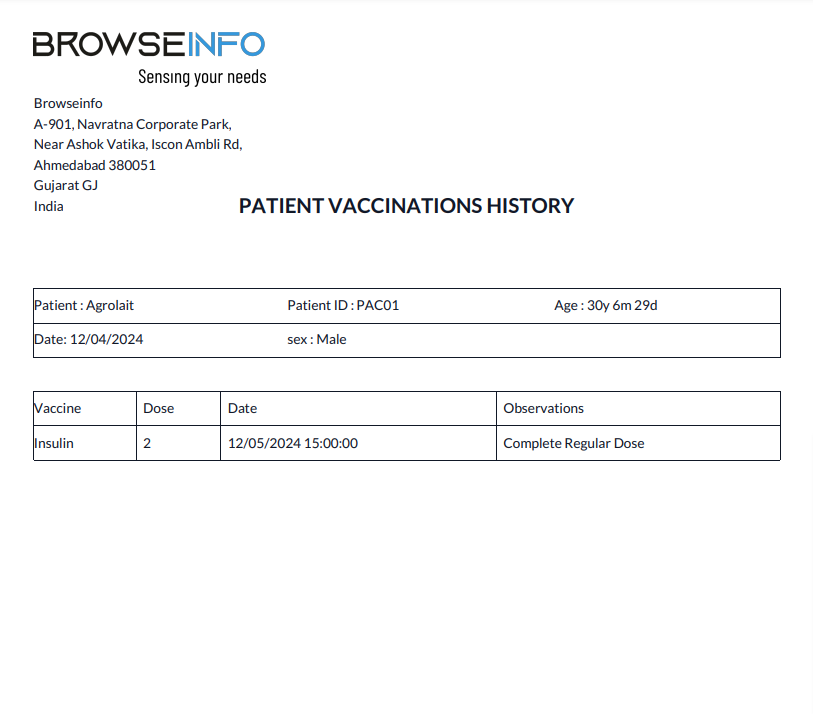 BROWSEINFO
Sensing your needs
Browseinfo
A-901, Navratna Corporate Park,
Near Ashok Vatika, Iscon Ambli Rd,
Ahmedabad 380051
Gujarat GJ
India
PATIENT VACCINATIONS HISTORY
Patient : Agrolait Patient ID : PAC01 Age : 30y 6m 29d
Date: 12/04/2024 sex : Male
Vaccine Dose Date Observations
Insulin 2 12/05/2024 15:00:00 Complete Regular Dose